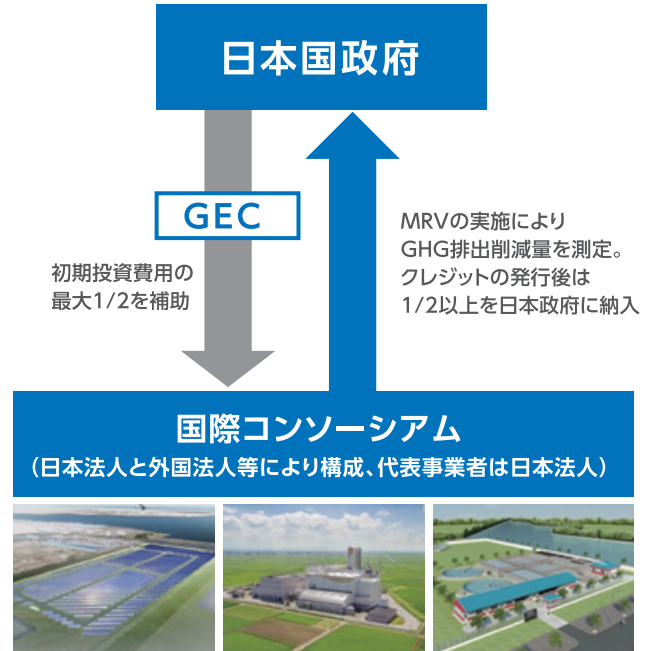 日本国政府
GEC
初期投資費用の
最大1/2を補助
MRVの実施により
GHG排出削減量を測定。
クレジットの発行後は
1/2以上を日本政府に納入
国際コンソーシアム
（日本法人と外国法人等により構成、代表事業者は日本法人）